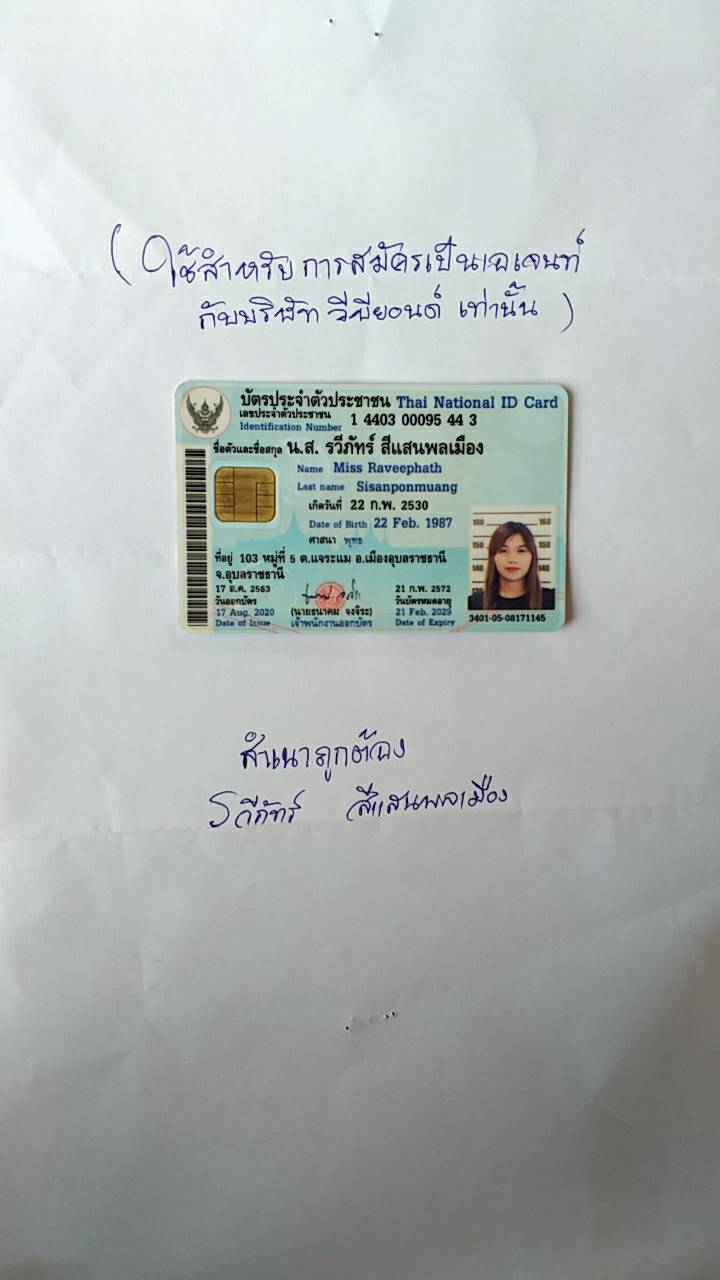 (ใช้สำหรับการสมัครเป็นเอเจนท์
กับบริษัท วีบียอนด์ เท่านั้น)
บัตรประจำตัวประชาชน Thai National ID Card
เลขประจำตัวประชาชน
Identification Number 1 4403 00095 44 3
ชื่อตัวและชื่อสกุล น.ส. รวีภัทร์ สีแสนพลเมือง
Name Miss Raveephath
Last name Sisanponmuang
เกิดวันที่ 22 ก.พ. 2530
Date of Birth 22 Feb. 1987
ศาสนา พุทธ
ที่อยู่ 103 หมู่ที่ 5 ต.แจระแม อ.เมืองอุบลราชธานี
จ.อุบลราชธานี
17 ส.ค. 2563
วันออกบัตร
17 Aug. 2020
Date of Issue
(นายธนาคม จงจิระ)
เจ้าพนักงานออกบัตร
21 ก.พ. 2572
วันบัตรหมดอายุ
21 Feb. 2029
Date of Expiry
160 160
150 150
140 140
3401-05-08171145
สำเนาถูกต้อง
รวีภัทร์ สีแสนพลเมือง